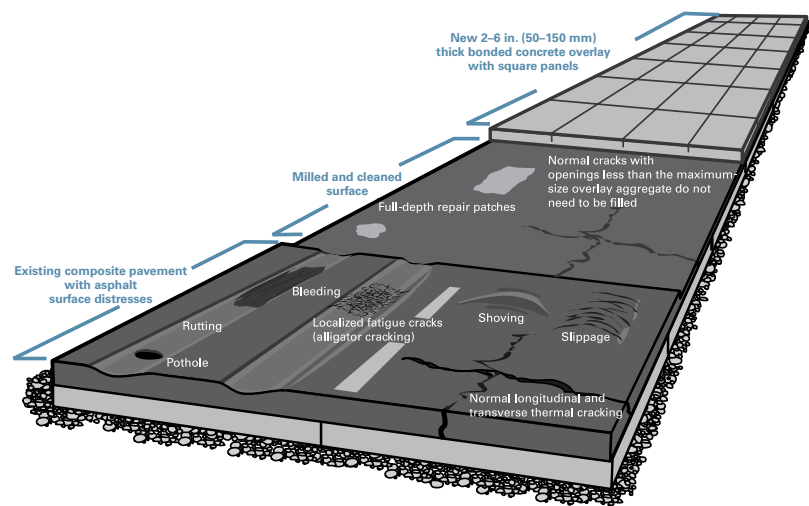 New 2–6 in. (50–150 mm)
thick bonded concrete overlay
with square panels
Milled and cleaned
surface
Normal cracks with
openings less than the maximum-
size overlay aggregate do not
need to be filled
Full-depth repair patches
Existing composite pavement
with asphalt
surface distresses
Bleeding
Rutting
Localized fatigue cracks
(alligator cracking)
Shoving
Slippage
Pothole
Normal longitudinal and
transverse thermal cracking